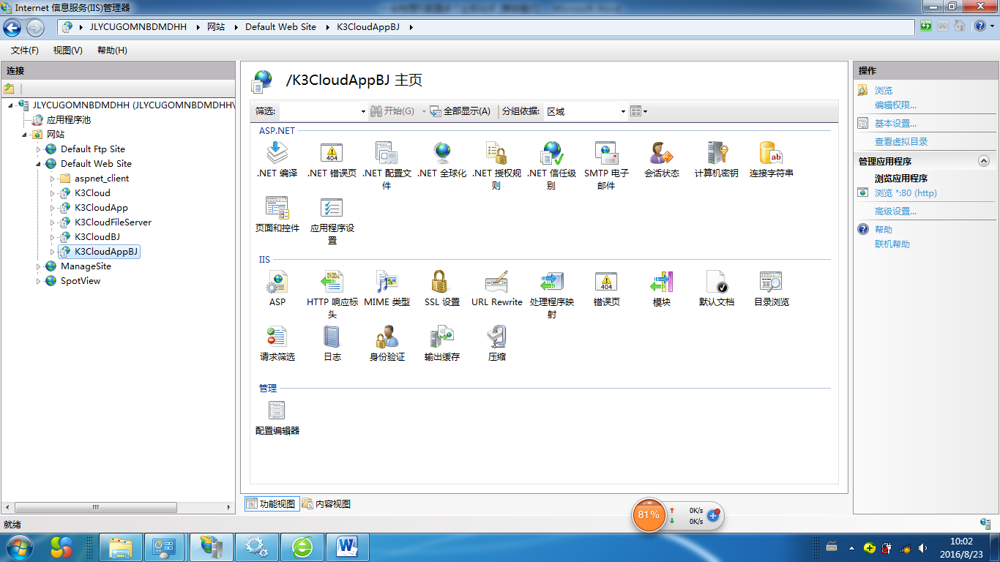 Internet 信息服务(IIS)管理器
JLYCUGOMNBDMDHH 网站 Default Web Site K3CloudAppBJ
文件(F) 视图(V) 帮助(H)
连接
JLYCUGOMNBDMDHH (JLYCUGOMNBDMDHH\
应用程序池
网站
Default Ftp Site
Default Web Site
aspnet_client
K3Cloud
K3CloudApp
K3CloudFileServer
K3CloudBJ
K3CloudAppBJ
ManageSite
SpotView
/K3CloudAppBJ 主页
筛选: 开始(G) 全部显示(A) 分组依据: 区域
ASP.NET
.NET 编译
.NET 错误页
.NET 配置文
件
.NET 全球化
.NET 授权规
则
.NET 信任级
别
SMTP 电子
邮件
会话状态
计算机密钥
连接字符串
页面和控件
应用程序设
置
IIS
ASP
HTTP 响应标
头
MIME 类型
SSL 设置
URL Rewrite
处理程序映
射
错误页
模块
默认文档
目录浏览
请求筛选
日志
身份验证
输出缓存
压缩
管理
配置编辑器
功能视图 内容视图
操作
浏览
编辑权限...
基本设置...
查看虚拟目录
管理应用程序
浏览应用程序
浏览 *:80 (http)
高级设置...
帮助
联机帮助
就绪
81%
0K/s
0K/s
10:02
2016/8/23